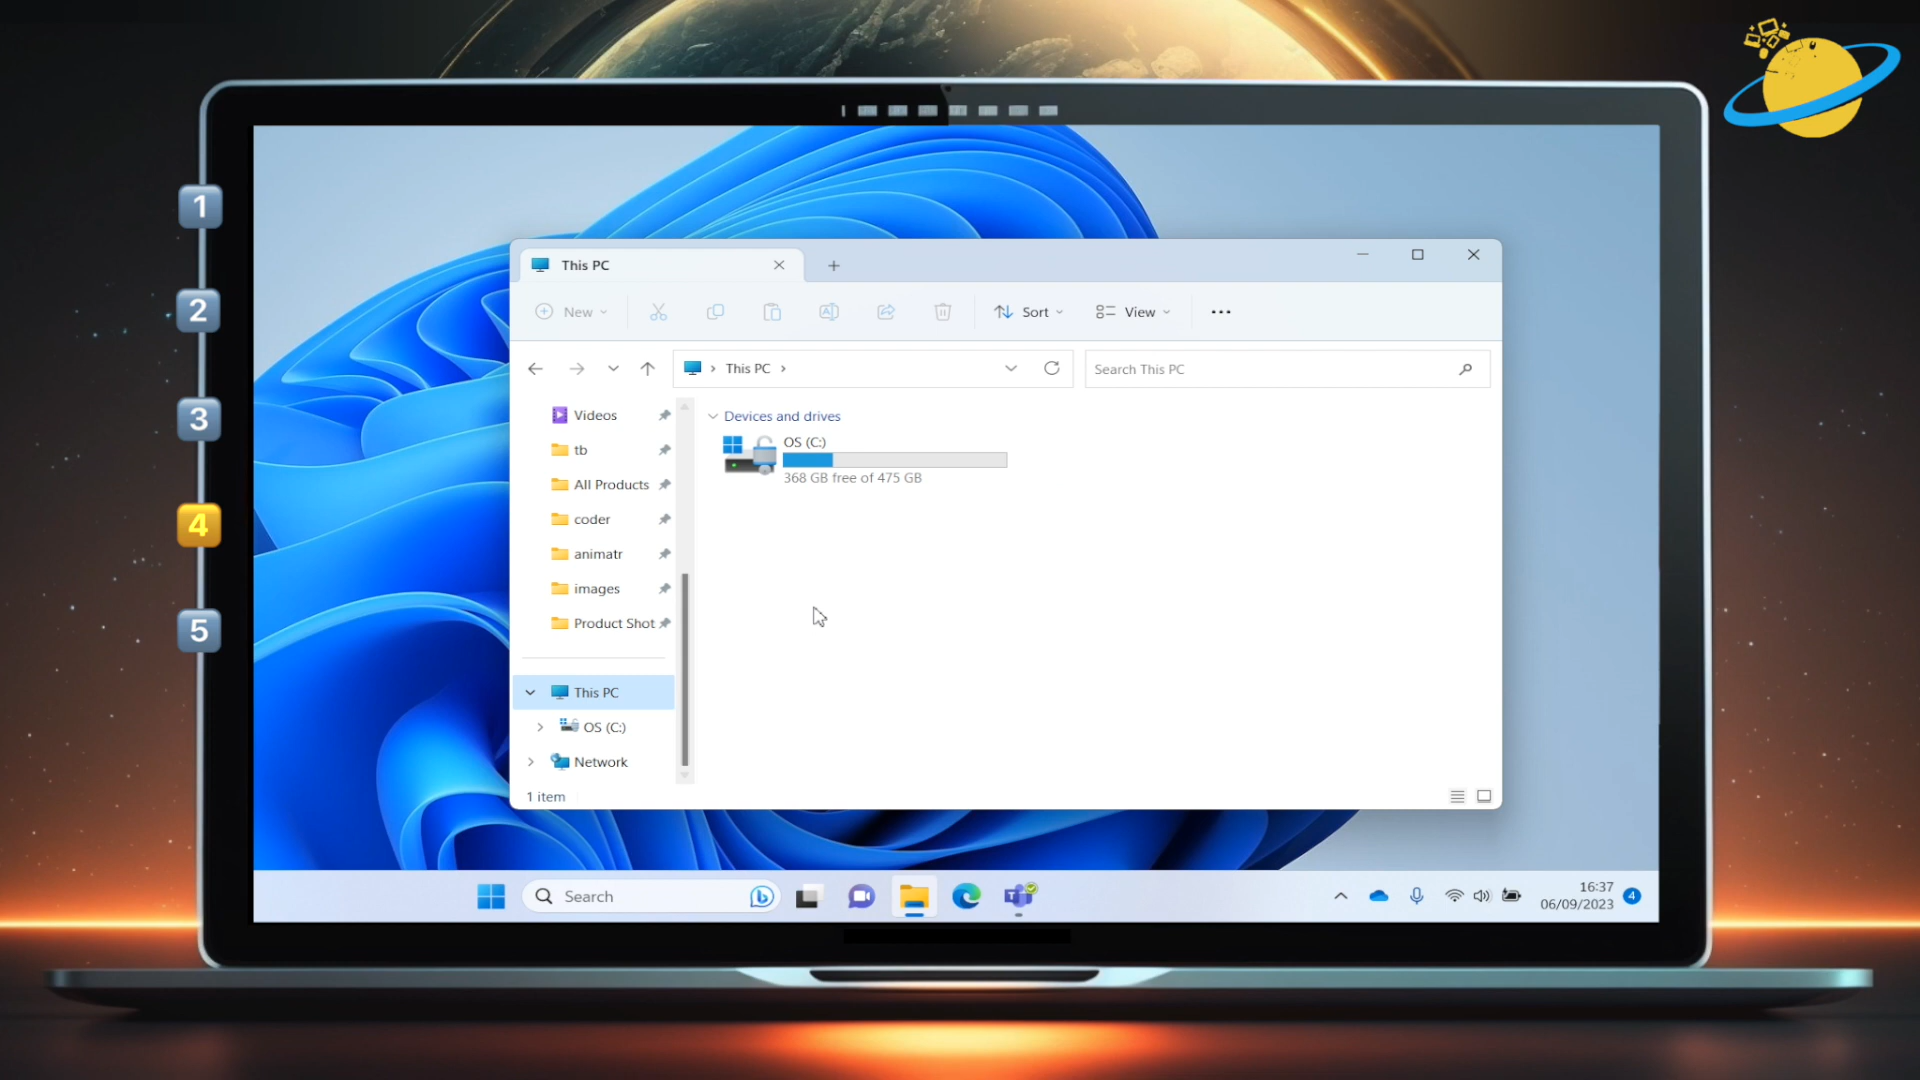 1
2
3
4
5
This PC
New
Sort
View
This PC
Search This PC
Videos
tb
All Products
coder
animatr
images
Product Shot
This PC
OS (C:)
Network
Devices and drives
OS (C:)
368 GB free of 475 GB
1 item
Search
16:37
06/09/2023
4